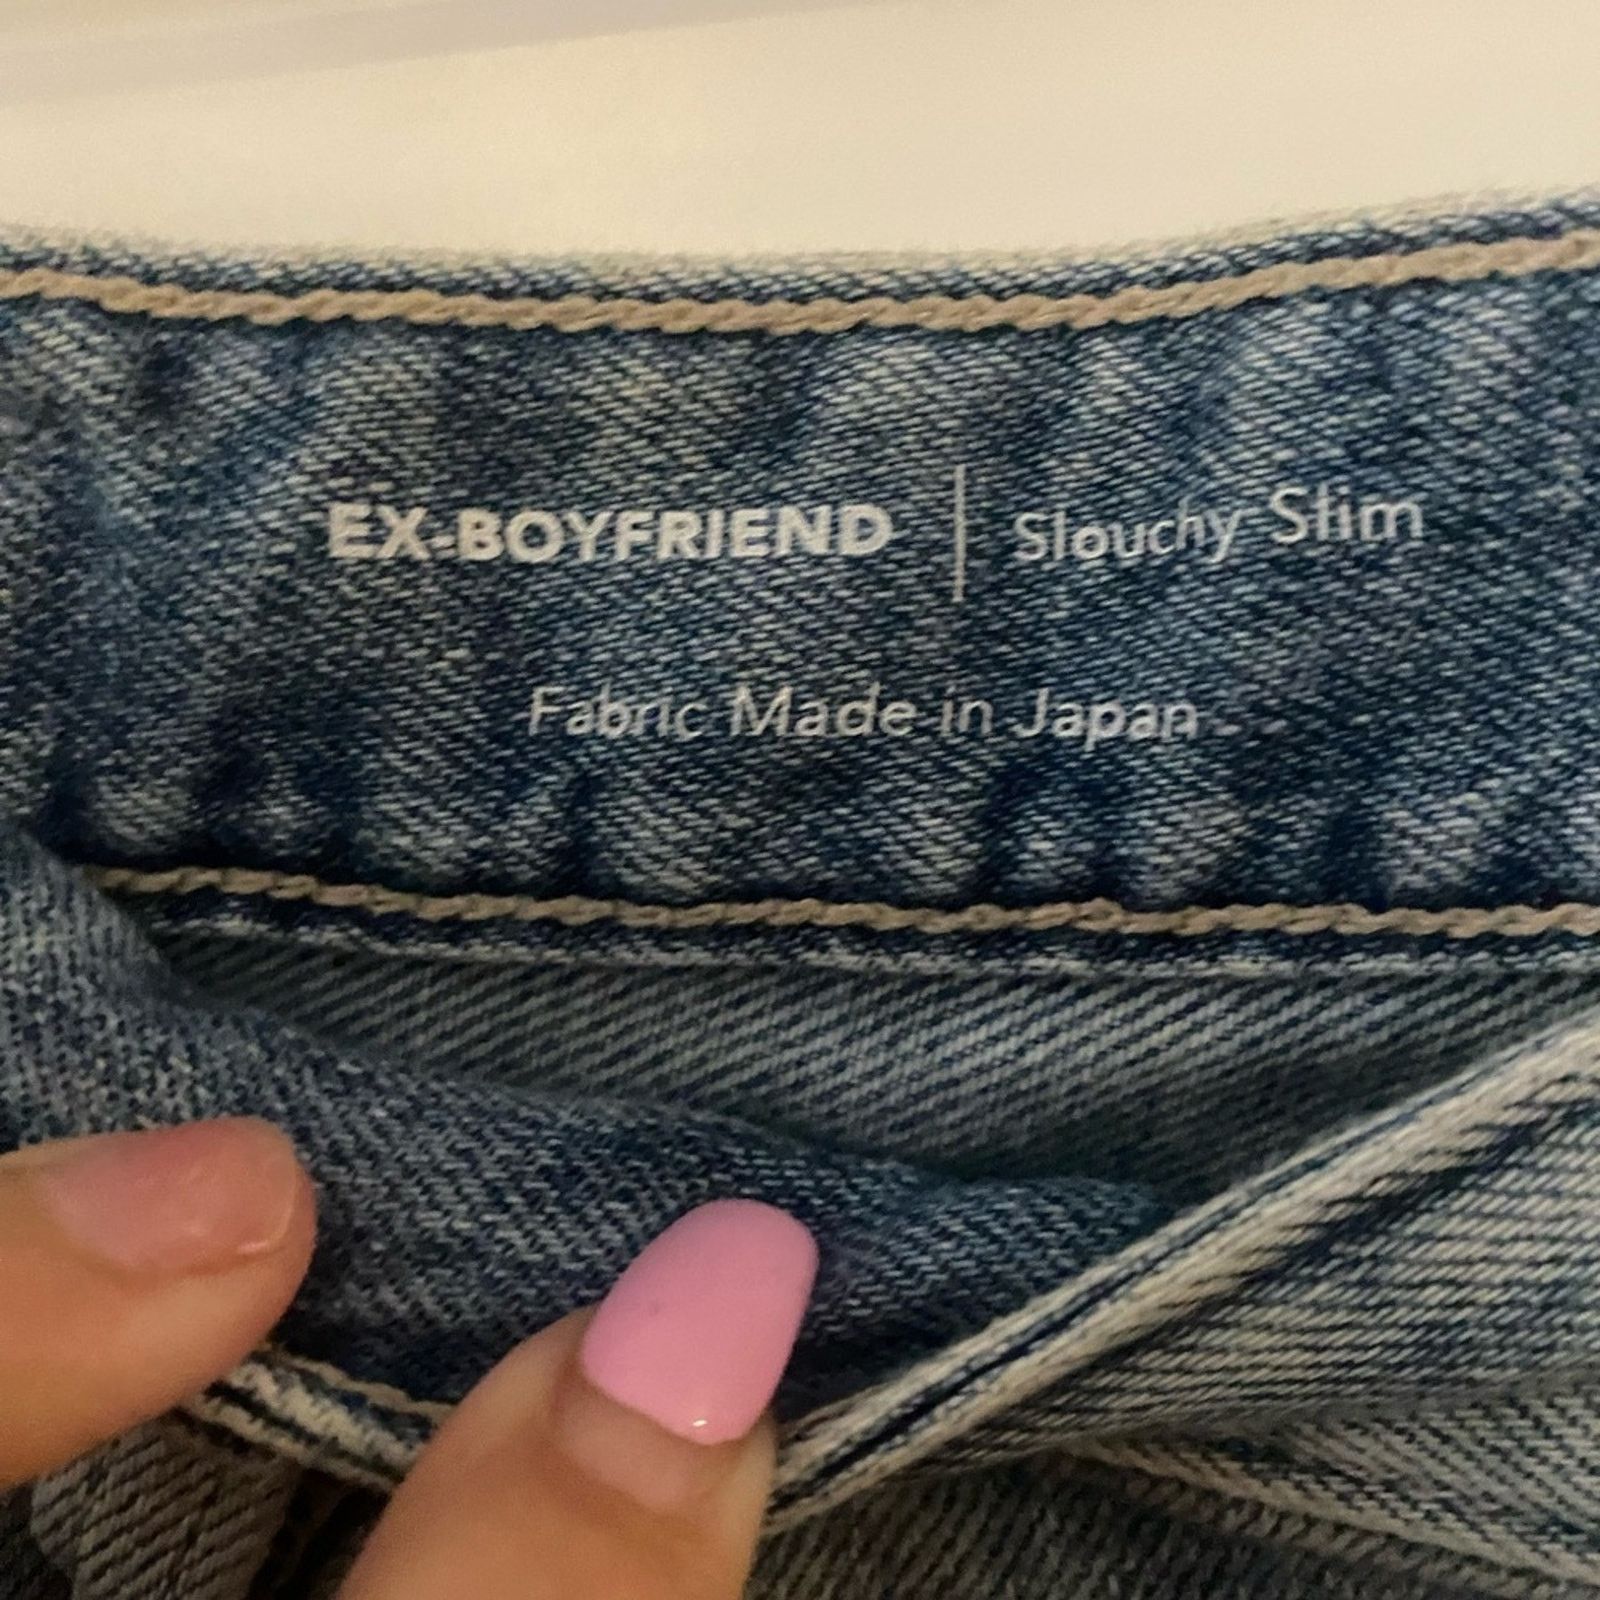 EX-BOYFRIEND | Slouchy Slim
Fabric Made in Japan